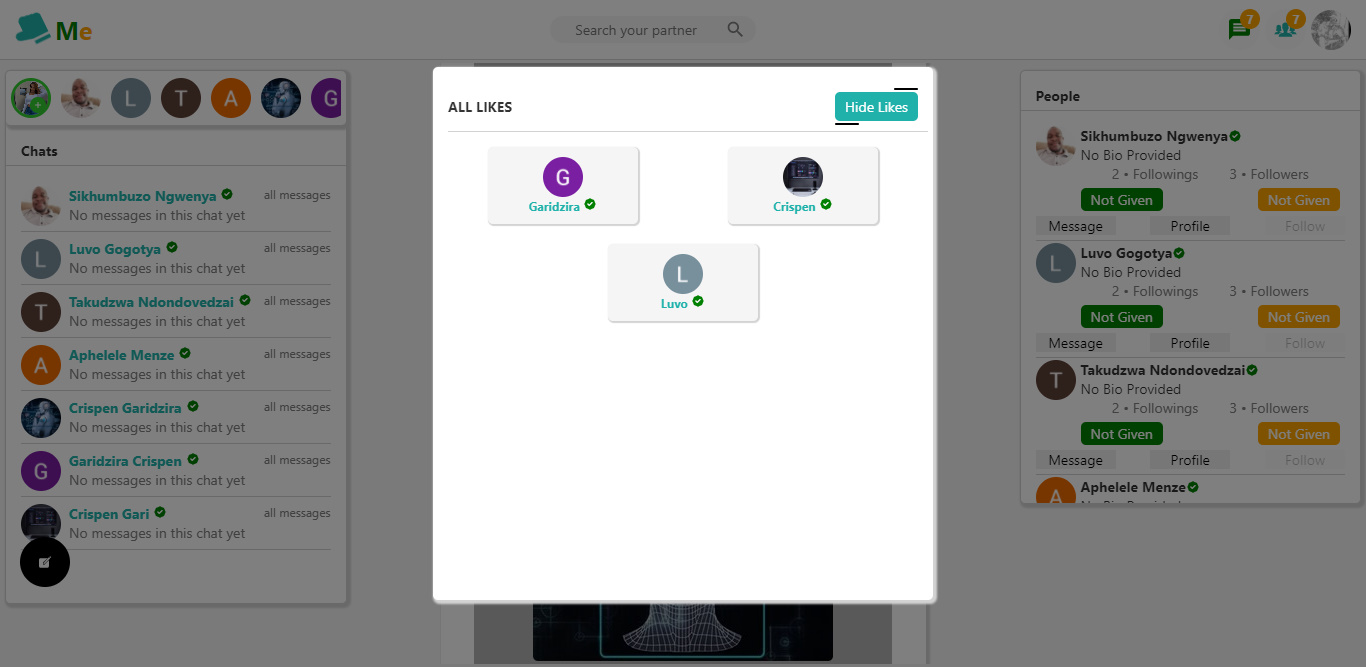 Me
Search your partner
7
7
L
T
A
G
Chats
Sikhumbuzo Ngwenya
all messages
No messages in this chat yet
L
Luvo Gogotya
all messages
No messages in this chat yet
T
Takudzwa Ndondovedzai
all messages
No messages in this chat yet
A
Aphelele Menze
all messages
No messages in this chat yet
Crispen Garidzira
all messages
No messages in this chat yet
G
Garidzira Crispen
all messages
No messages in this chat yet
Crispen Gari
all messages
No messages in this chat yet
ALL LIKES
Hide Likes
G
Garidzira
Crispen
L
Luvo
People
Sikhumbuzo Ngwenya
No Bio Provided
2 • Followings 3 • Followers
Not Given Not Given
Message Profile Follow
L
Luvo Gogotya
No Bio Provided
2 • Followings 3 • Followers
Not Given Not Given
Message Profile Follow
T
Takudzwa Ndondovedzai
No Bio Provided
2 • Followings 3 • Followers
Not Given Not Given
Message Profile Follow
A
Aphelele Menze
No Bio Provided